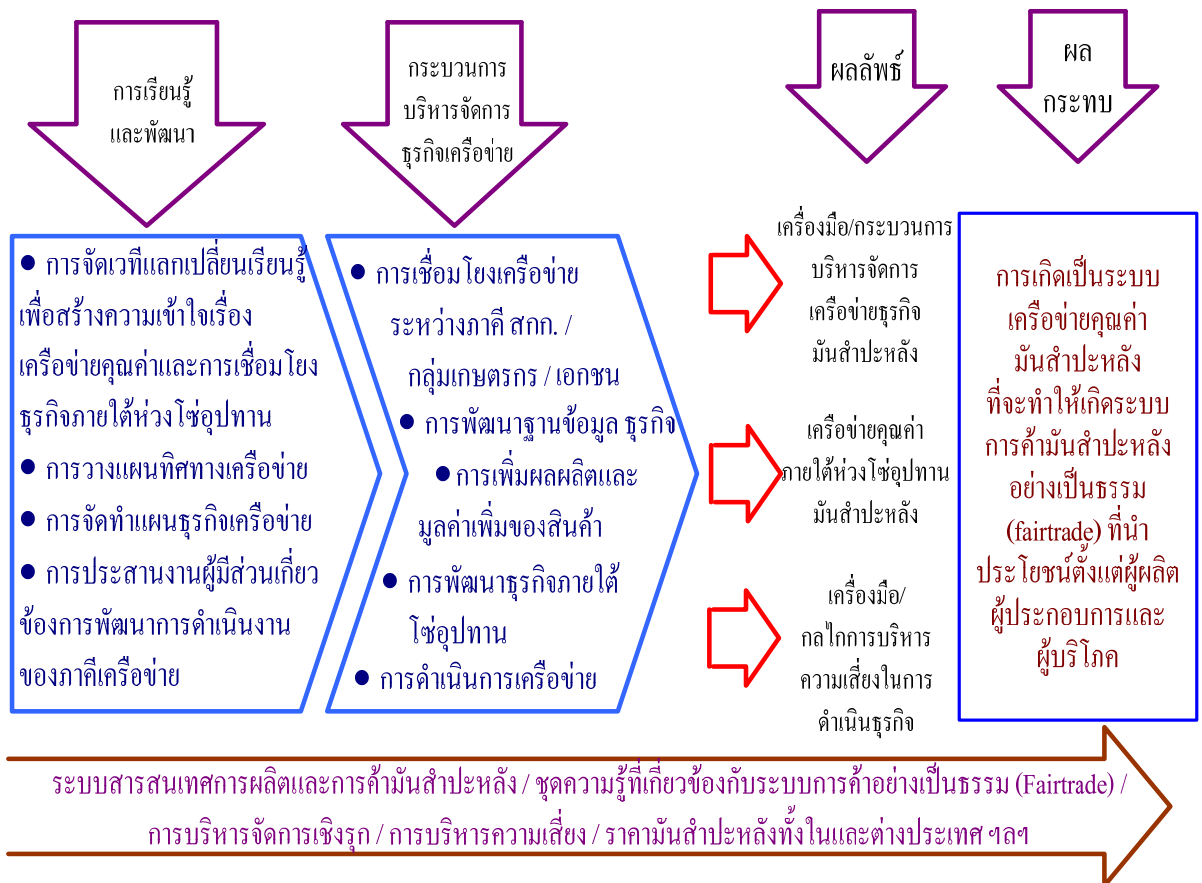 การเรียนรู้
และพัฒนา
กระบวนการ
บริหารจัดการ
ธุรกิจเครือข่าย
ผลลัพธ์
ผล
กระทบ
● การจัดเวทีแลกเปลี่ยนเรียนรู้
เพื่อสร้างความเข้าใจเรื่อง
เครือข่ายคุณค่าและการเชื่อมโยง
ธุรกิจภายใต้ห่วงโซ่อุปทาน
● การวางแผนทิศทางเครือข่าย
● การจัดทำแผนธุรกิจเครือข่าย
● การประสานงานผู้มีส่วนเกี่ยว
ข้องการพัฒนาการดำเนินงาน
ของภาคีเครือข่าย
● การเชื่อมโยงเครือข่าย
ระหว่างภาคี สกก. /
กลุ่มเกษตรกร / เอกชน
● การพัฒนาฐานข้อมูล ธุรกิจ
● การเพิ่มผลผลิตและ
มูลค่าเพิ่มของสินค้า
● การพัฒนาธุรกิจภายใต้
โซ่อุปทาน
● การดำเนินการเครือข่าย
เครื่องมือ/กระบวนการ
บริหารจัดการ
เครือข่ายธุรกิจ
มันสำปะหลัง
เครือข่ายคุณค่า
ภายใต้ห่วงโซ่อุปทาน
มันสำปะหลัง
เครื่องมือ/
กลไกการบริหาร
ความเสี่ยงในการ
ดำเนินธุรกิจ
การเกิดเป็นระบบ
เครือข่ายคุณค่า
มันสำปะหลัง
ที่จะทำให้เกิดระบบ
การค้ามันสำปะหลัง
อย่างเป็นธรรม
(fairtrade) ที่นำ
ประโยชน์ตั้งแต่ผู้ผลิต
ผู้ประกอบการและ
ผู้บริโภค
ระบบสารสนเทศการผลิตและการค้ามันสำปะหลัง / ชุดความรู้ที่เกี่ยวข้องกับระบบการค้าอย่างเป็นธรรม (Fairtrade) /
การบริหารจัดการเชิงรุก / การบริหารความเสี่ยง / ราคามันสำปะหลังทั้งในและต่างประเทศ ฯลฯ